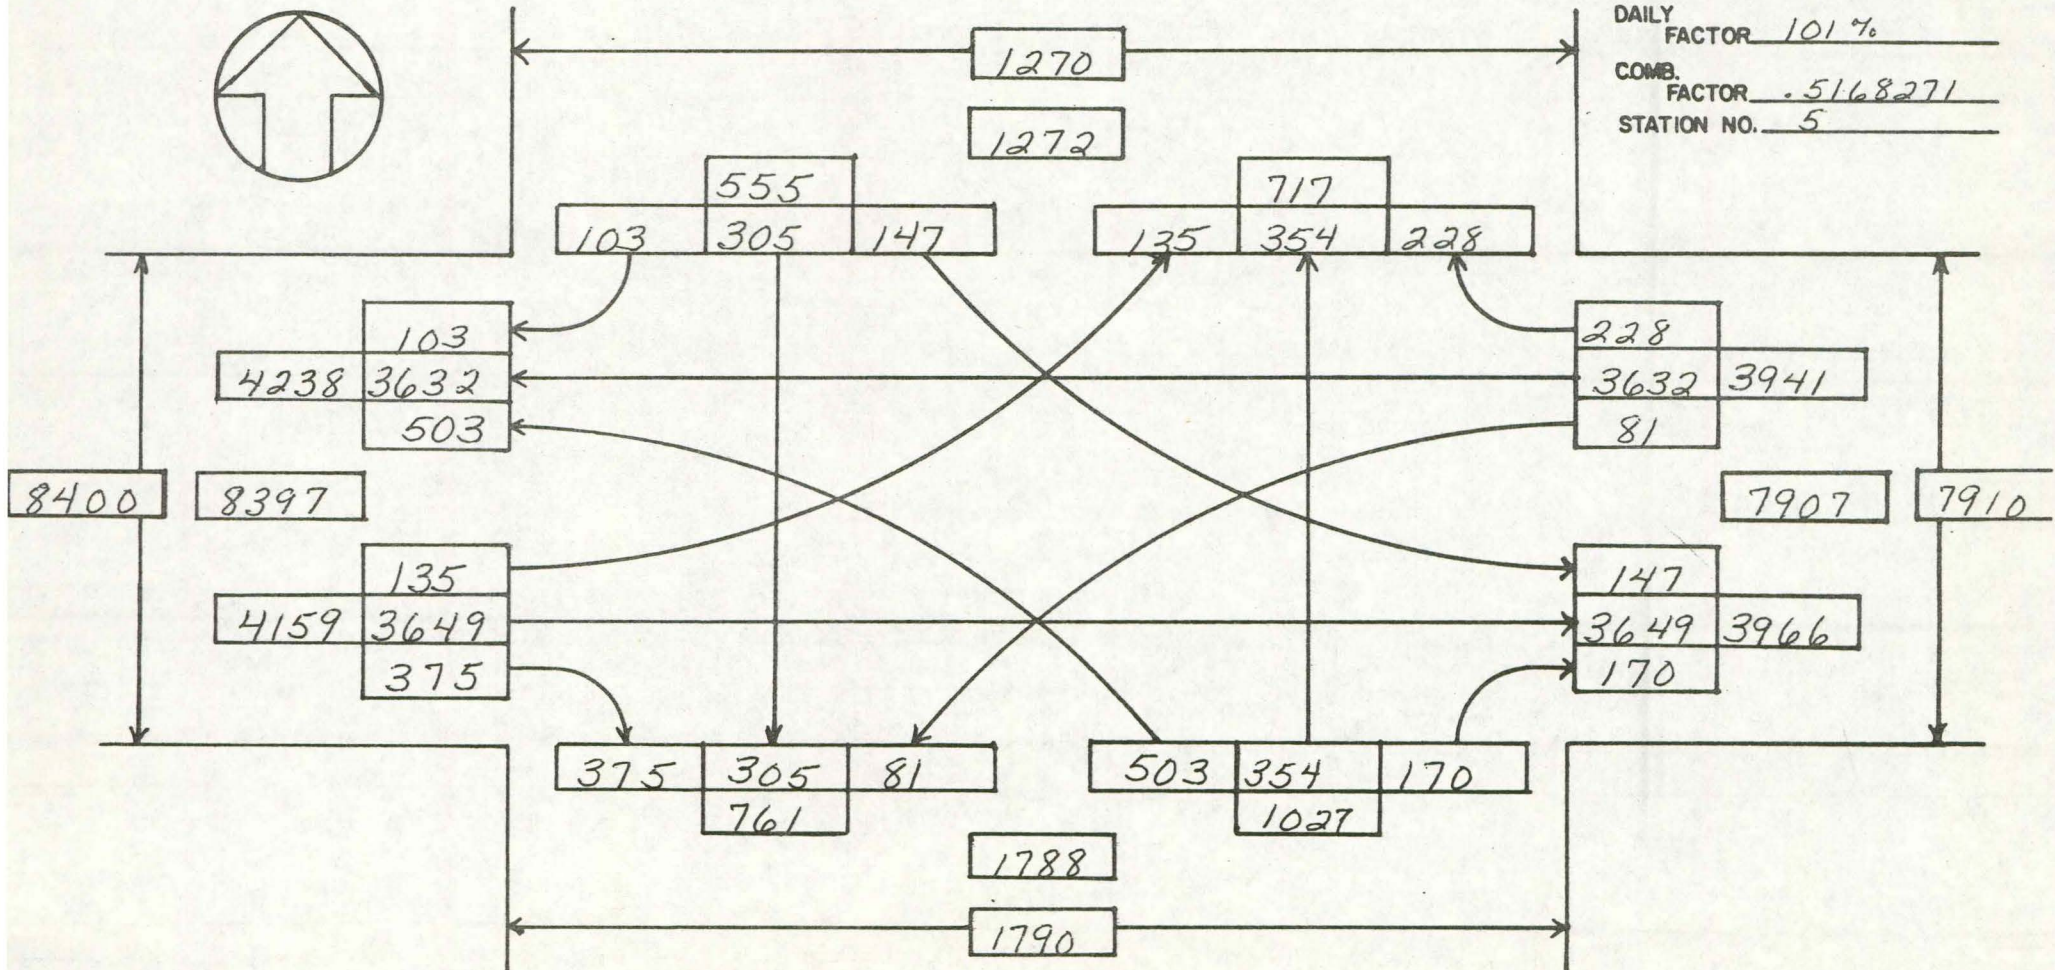 DAILY
FACTOR 101%
COMB.
FACTOR .5168271
STATION NO. 5
1270
1272
555
717
103 305 147
135 354 228
103
4238 3632
503
228
3632 3941
81
8400 8397
7907 7910
135
4159 3649
375
147
3649 3966
170
375 305 81
761
503 354 170
1027
1788
1790